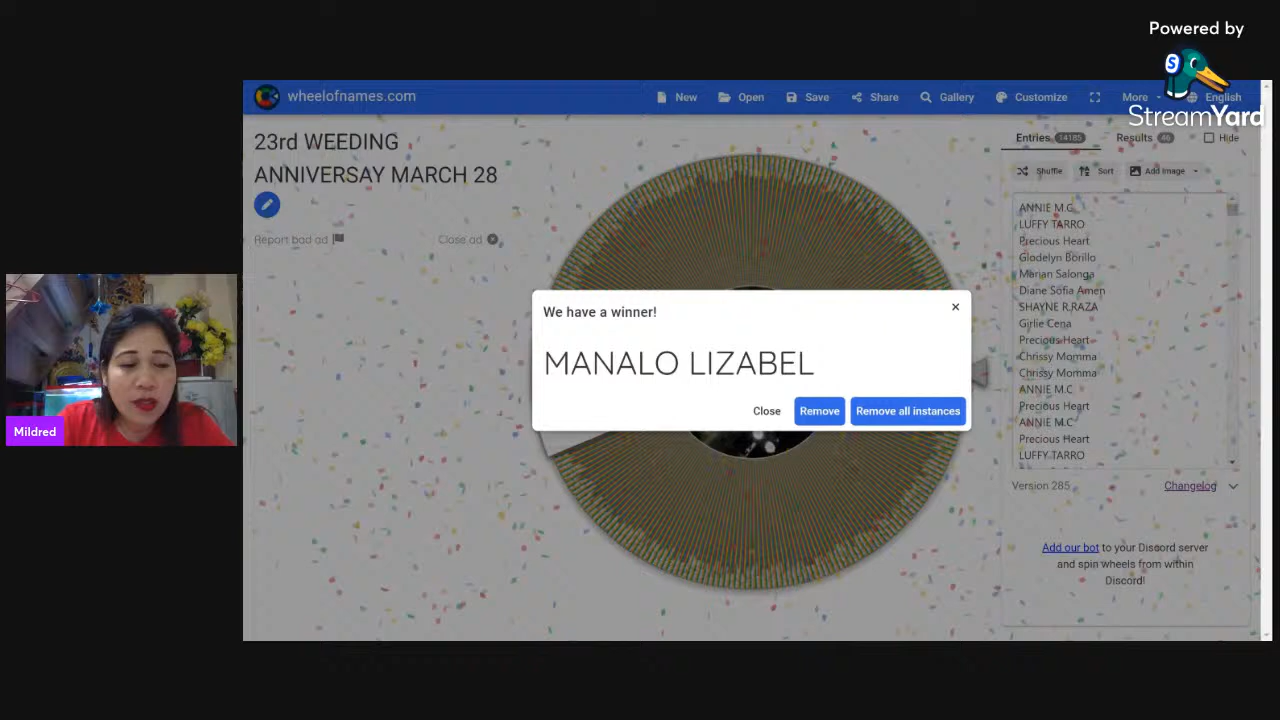 Powered by
StreamYard
wheelofnames.com
New
Open
Save
Share
Gallery
Customize
More
English
23rd WEEDING
ANNIVERSAY MARCH 28
Report bad ad
Close ad
Entries 14185
Results 46
Hide
Shuffle
Sort
Add Image
ANNIE M.C
LUFFY TARRO
Precious Heart
Glodelyn Borillo
Marian Salonga
Diane Sofia Amen
SHAYNE R.RAZA
Girlie Cena
Precious Heart
Chrissy Momma
Chrissy Momma
ANNIE M.C
Precious Heart
ANNIE M.C
Precious Heart
LUFFY TARRO
We have a winner!
MANALO LIZABEL
Close
Remove
Remove all instances
Version 285
Changelog
Add our bot to your Discord server
and spin wheels from within
Discord!
Mildred